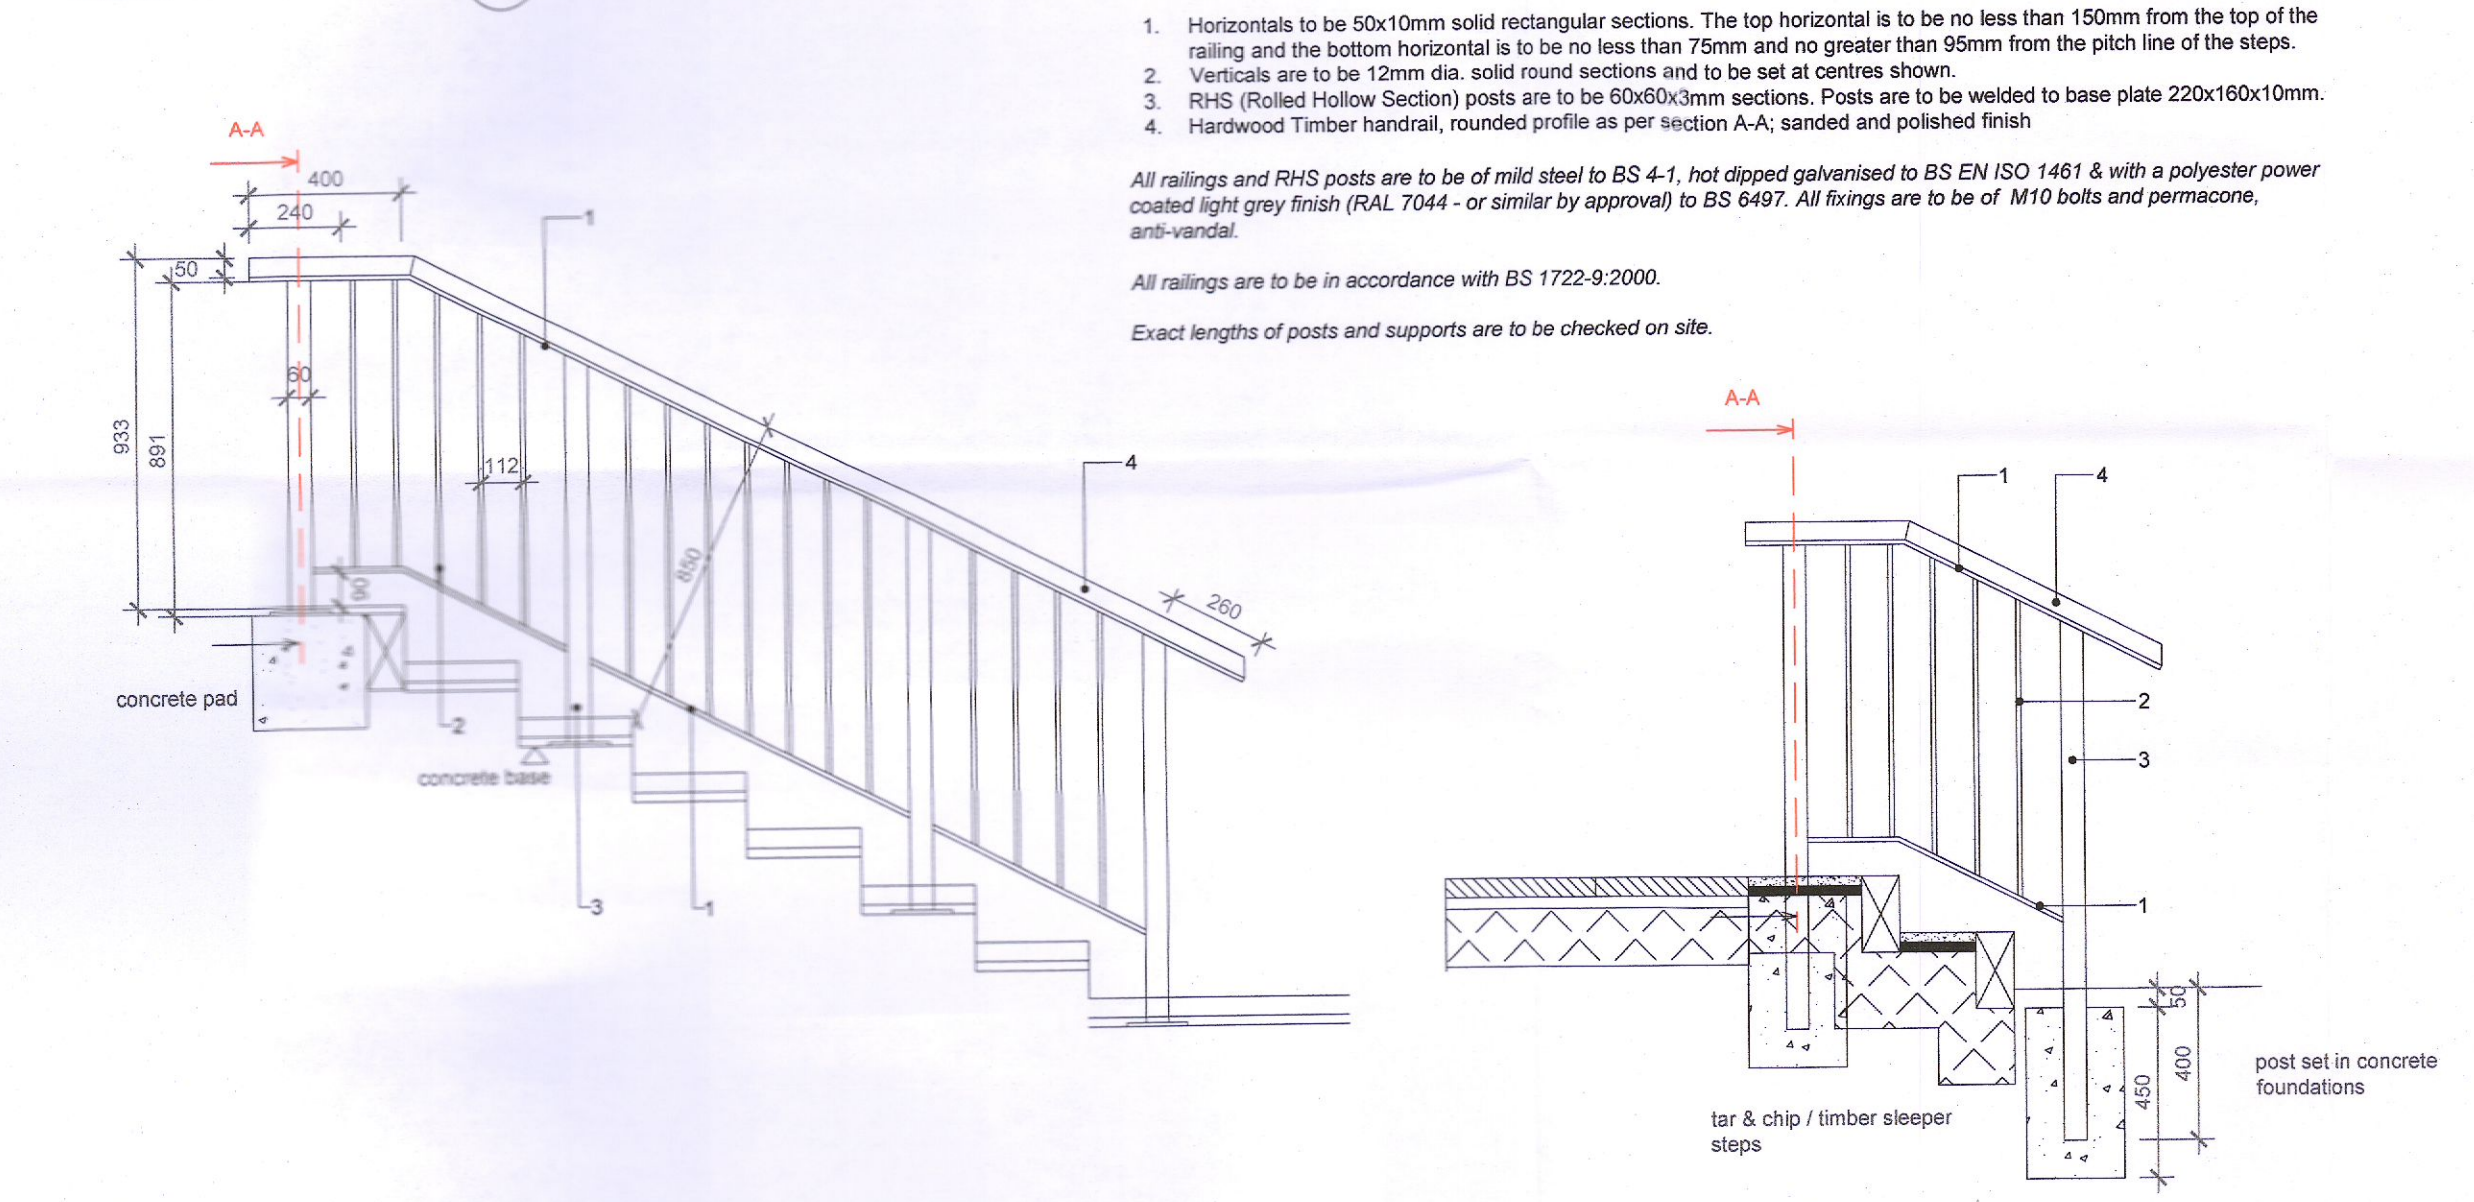 1. Horizontals to be 50x10mm solid rectangular sections. The top horizontal is to be no less than 150mm from the top of the
railing and the bottom horizontal is to be no less than 75mm and no greater than 95mm from the pitch line of the steps.
2. Verticals are to be 12mm dia. solid round sections and to be set at centres shown.
3. RHS (Rolled Hollow Section) posts are to be 60x60x3mm sections. Posts are to be welded to base plate 220x160x10mm.
4. Hardwood Timber handrail, rounded profile as per section A-A; sanded and polished finish
All railings and RHS posts are to be of mild steel to BS 4-1, hot dipped galvanised to BS EN ISO 1461 & with a polyester power
coated light grey finish (RAL 7044 - or similar by approval) to BS 6497. All fixings are to be of M10 bolts and permacone,
anti-vandal.
All railings are to be in accordance with BS 1722-9:2000.
Exact lengths of posts and supports are to be checked on site.
A-A
400
240
1
50
60
933
891
112
4
850
90
260
concrete pad
2
concrete base
3
1
A-A
1
4
2
3
1
50
400
450
post set in concrete
foundations
tar & chip / timber sleeper
steps